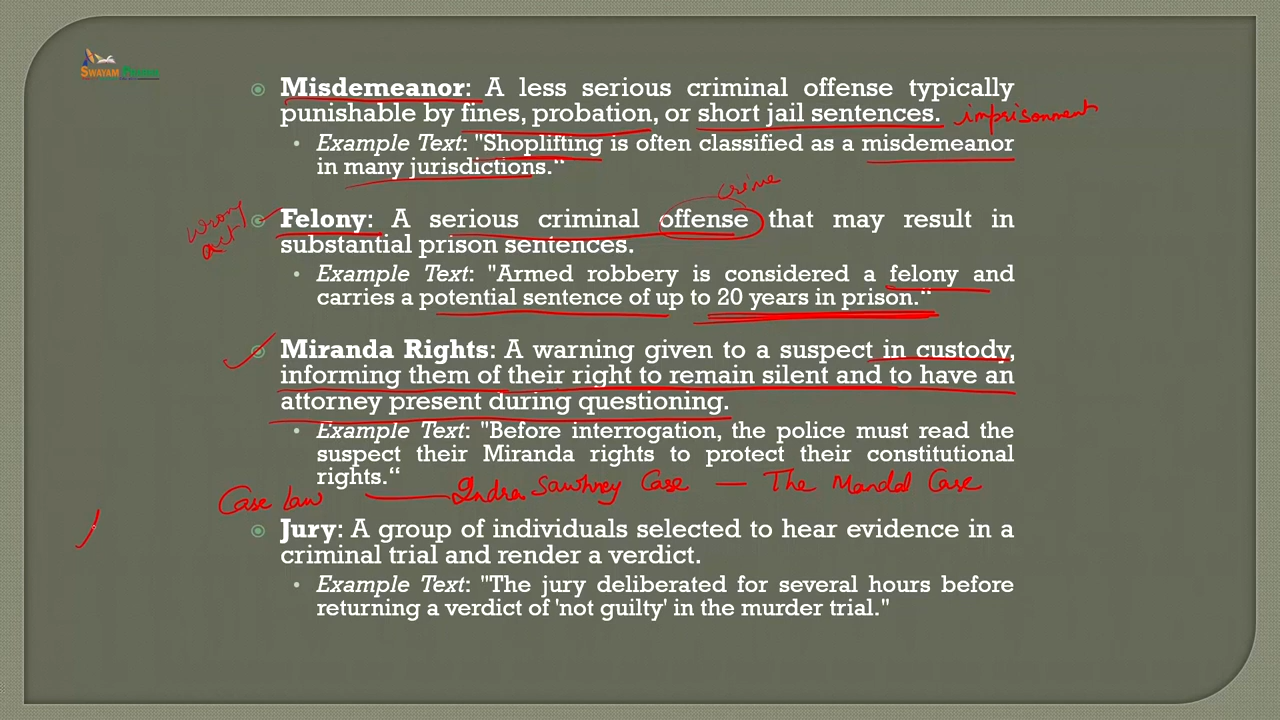 SWAYAM Prabha
Misdemeanor: A less serious criminal offense typically
punishable by fines, probation, or short jail sentences. imprisonment
Example Text: "Shoplifting is often classified as a misdemeanor
in many jurisdictions.“
crime
wrong
act
Felony: A serious criminal offense that may result in
substantial prison sentences.
Example Text: "Armed robbery is considered a felony and
carries a potential sentence of up to 20 years in prison.“
Miranda Rights: A warning given to a suspect in custody,
informing them of their right to remain silent and to have an
attorney present during questioning.
Example Text: "Before interrogation, the police must read the
suspect their Miranda rights to protect their constitutional
rights.“
Case Law — Indra Sawhney Case — The Mandal Case
Jury: A group of individuals selected to hear evidence in a
criminal trial and render a verdict.
Example Text: "The jury deliberated for several hours before
returning a verdict of 'not guilty' in the murder trial."